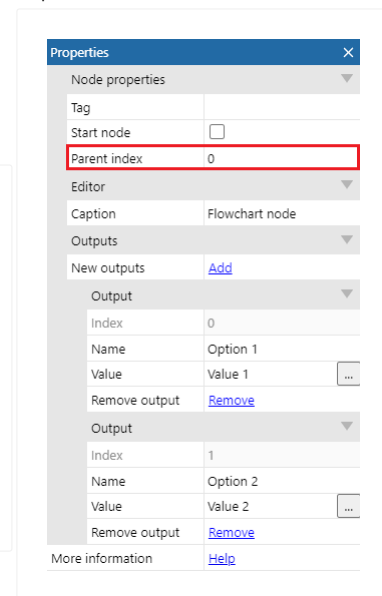 Properties
Node properties
Tag
Start node
Parent index 0
Editor
Caption Flowchart node
Outputs
New outputs Add
Output
Index 0
Name Option 1
Value Value 1 ...
Remove output Remove
Output
Index 1
Name Option 2
Value Value 2 ...
Remove output Remove
More information Help